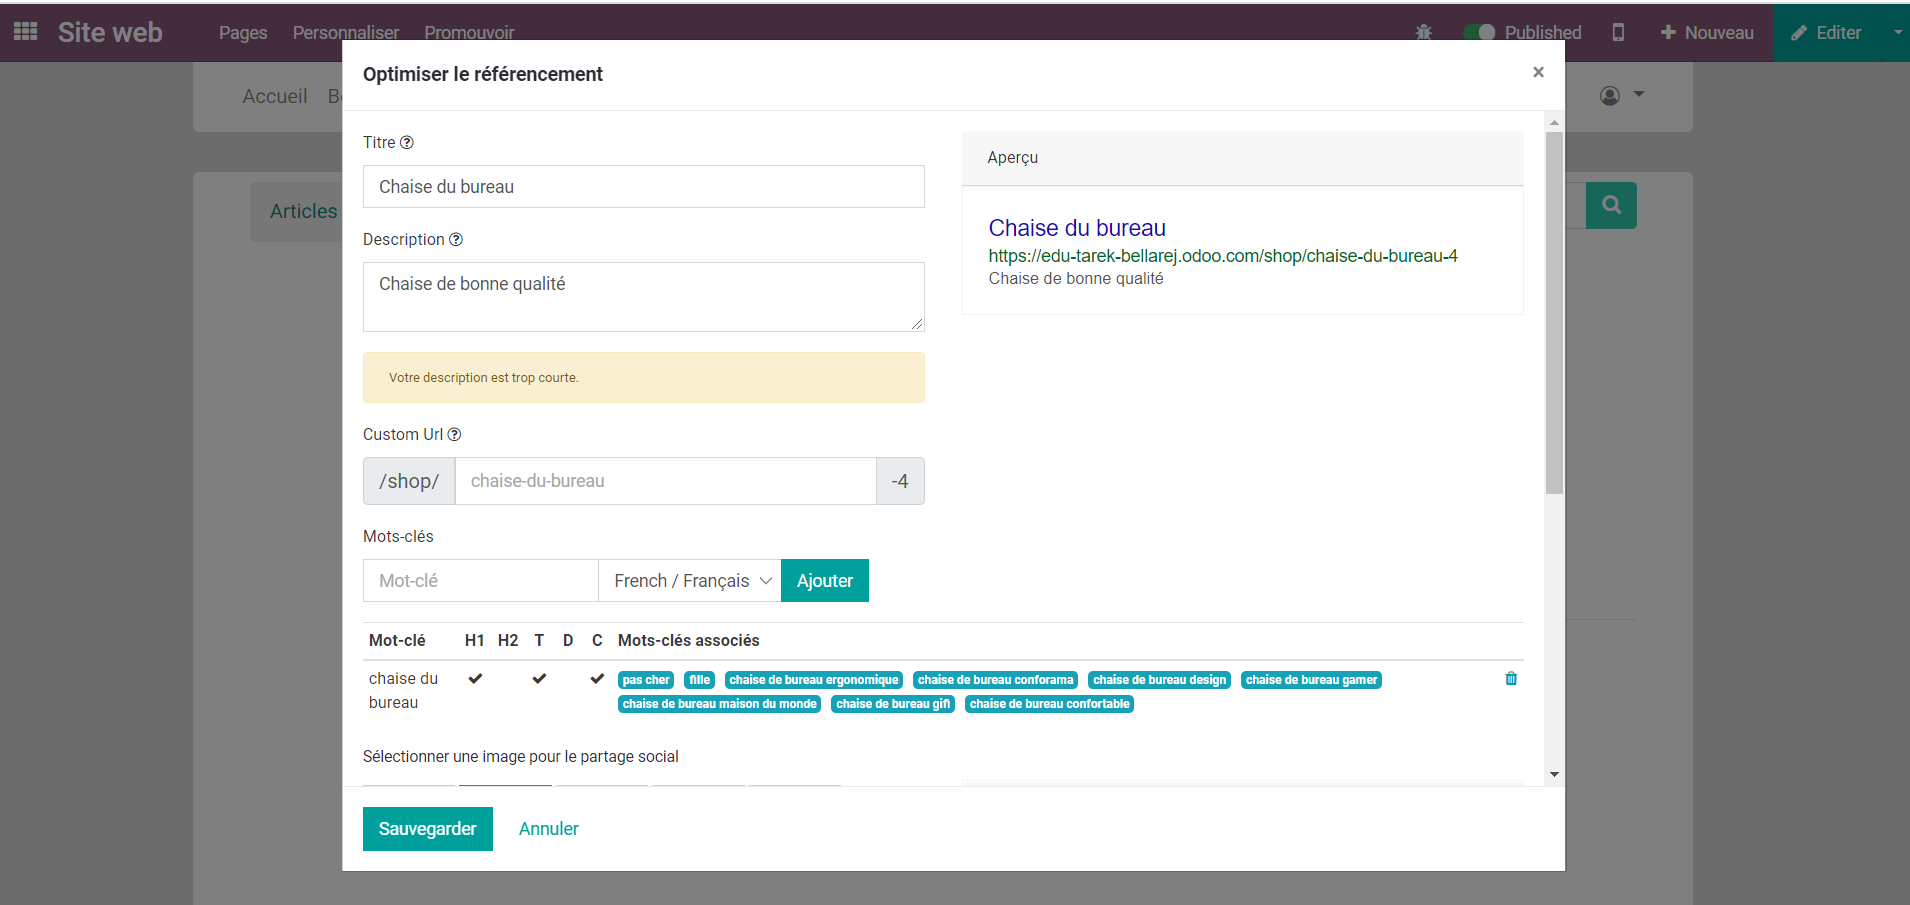 Site web Pages Personnaliser Promouvoir Published Nouveau Editer
Accueil
Articles
Optimiser le référencement
×
Titre
Chaise du bureau
Description
Chaise de bonne qualité
Votre description est trop courte.
Custom Url
/shop/ chaise-du-bureau -4
Mots-clés
Mot-clé French / Français Ajouter
Aperçu
Chaise du bureau
https://edu-tarek-bellarej.odoo.com/shop/chaise-du-bureau-4
Chaise de bonne qualité
Mot-clé H1 H2 T D C Mots-clés associés
chaise du
bureau
pas cher fille chaise de bureau ergonomique chaise de bureau conforama chaise de bureau design chaise de bureau gamer
chaise de bureau maison du monde chaise de bureau gifi chaise de bureau confortable
Sélectionner une image pour le partage social
Sauvegarder Annuler